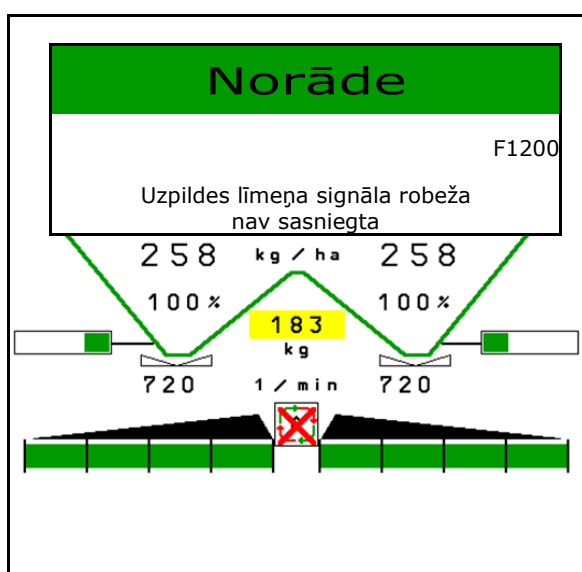 Norāde
F1200
Uzpildes līmeņa signāla robeža
nav sasniegta
258 kg/ha 258
100% 100%
183
kg
720 1/min 720